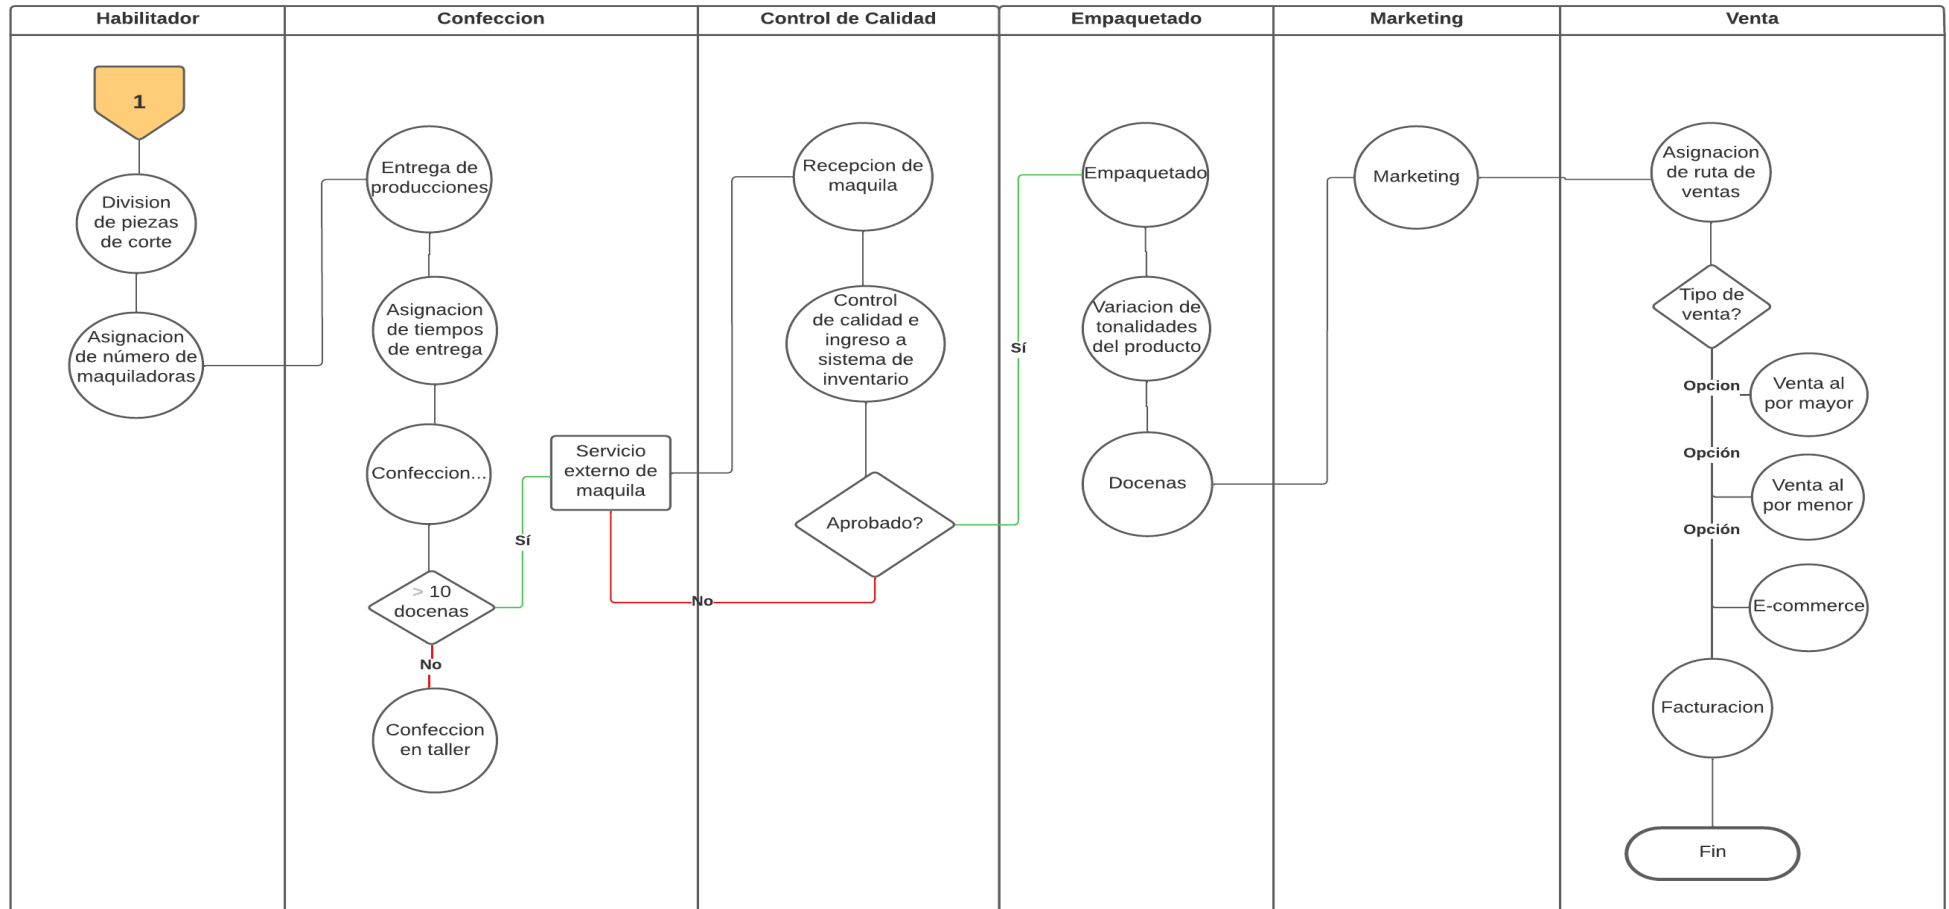 Habilitador
Confeccion
Control de Calidad
Empaquetado
Marketing
Venta
1
Division
de piezas
de corte
Asignacion
de número de
maquiladoras
Entrega de
producciones
Asignacion
de tiempos
de entrega
Confeccion...
> 10
docenas
Sí
No
Confeccion
en taller
Servicio
externo de
maquila
Recepcion de
maquila
Control
de calidad e
ingreso a
sistema de
inventario
Aprobado?
No
Sí
Empaquetado
Variacion de
tonalidades
del producto
Docenas
Marketing
Asignacion
de ruta de
ventas
Tipo de
venta?
Opcion
Venta al
por mayor
Opción
Venta al
por menor
Opción
E-commerce
Facturacion
Fin